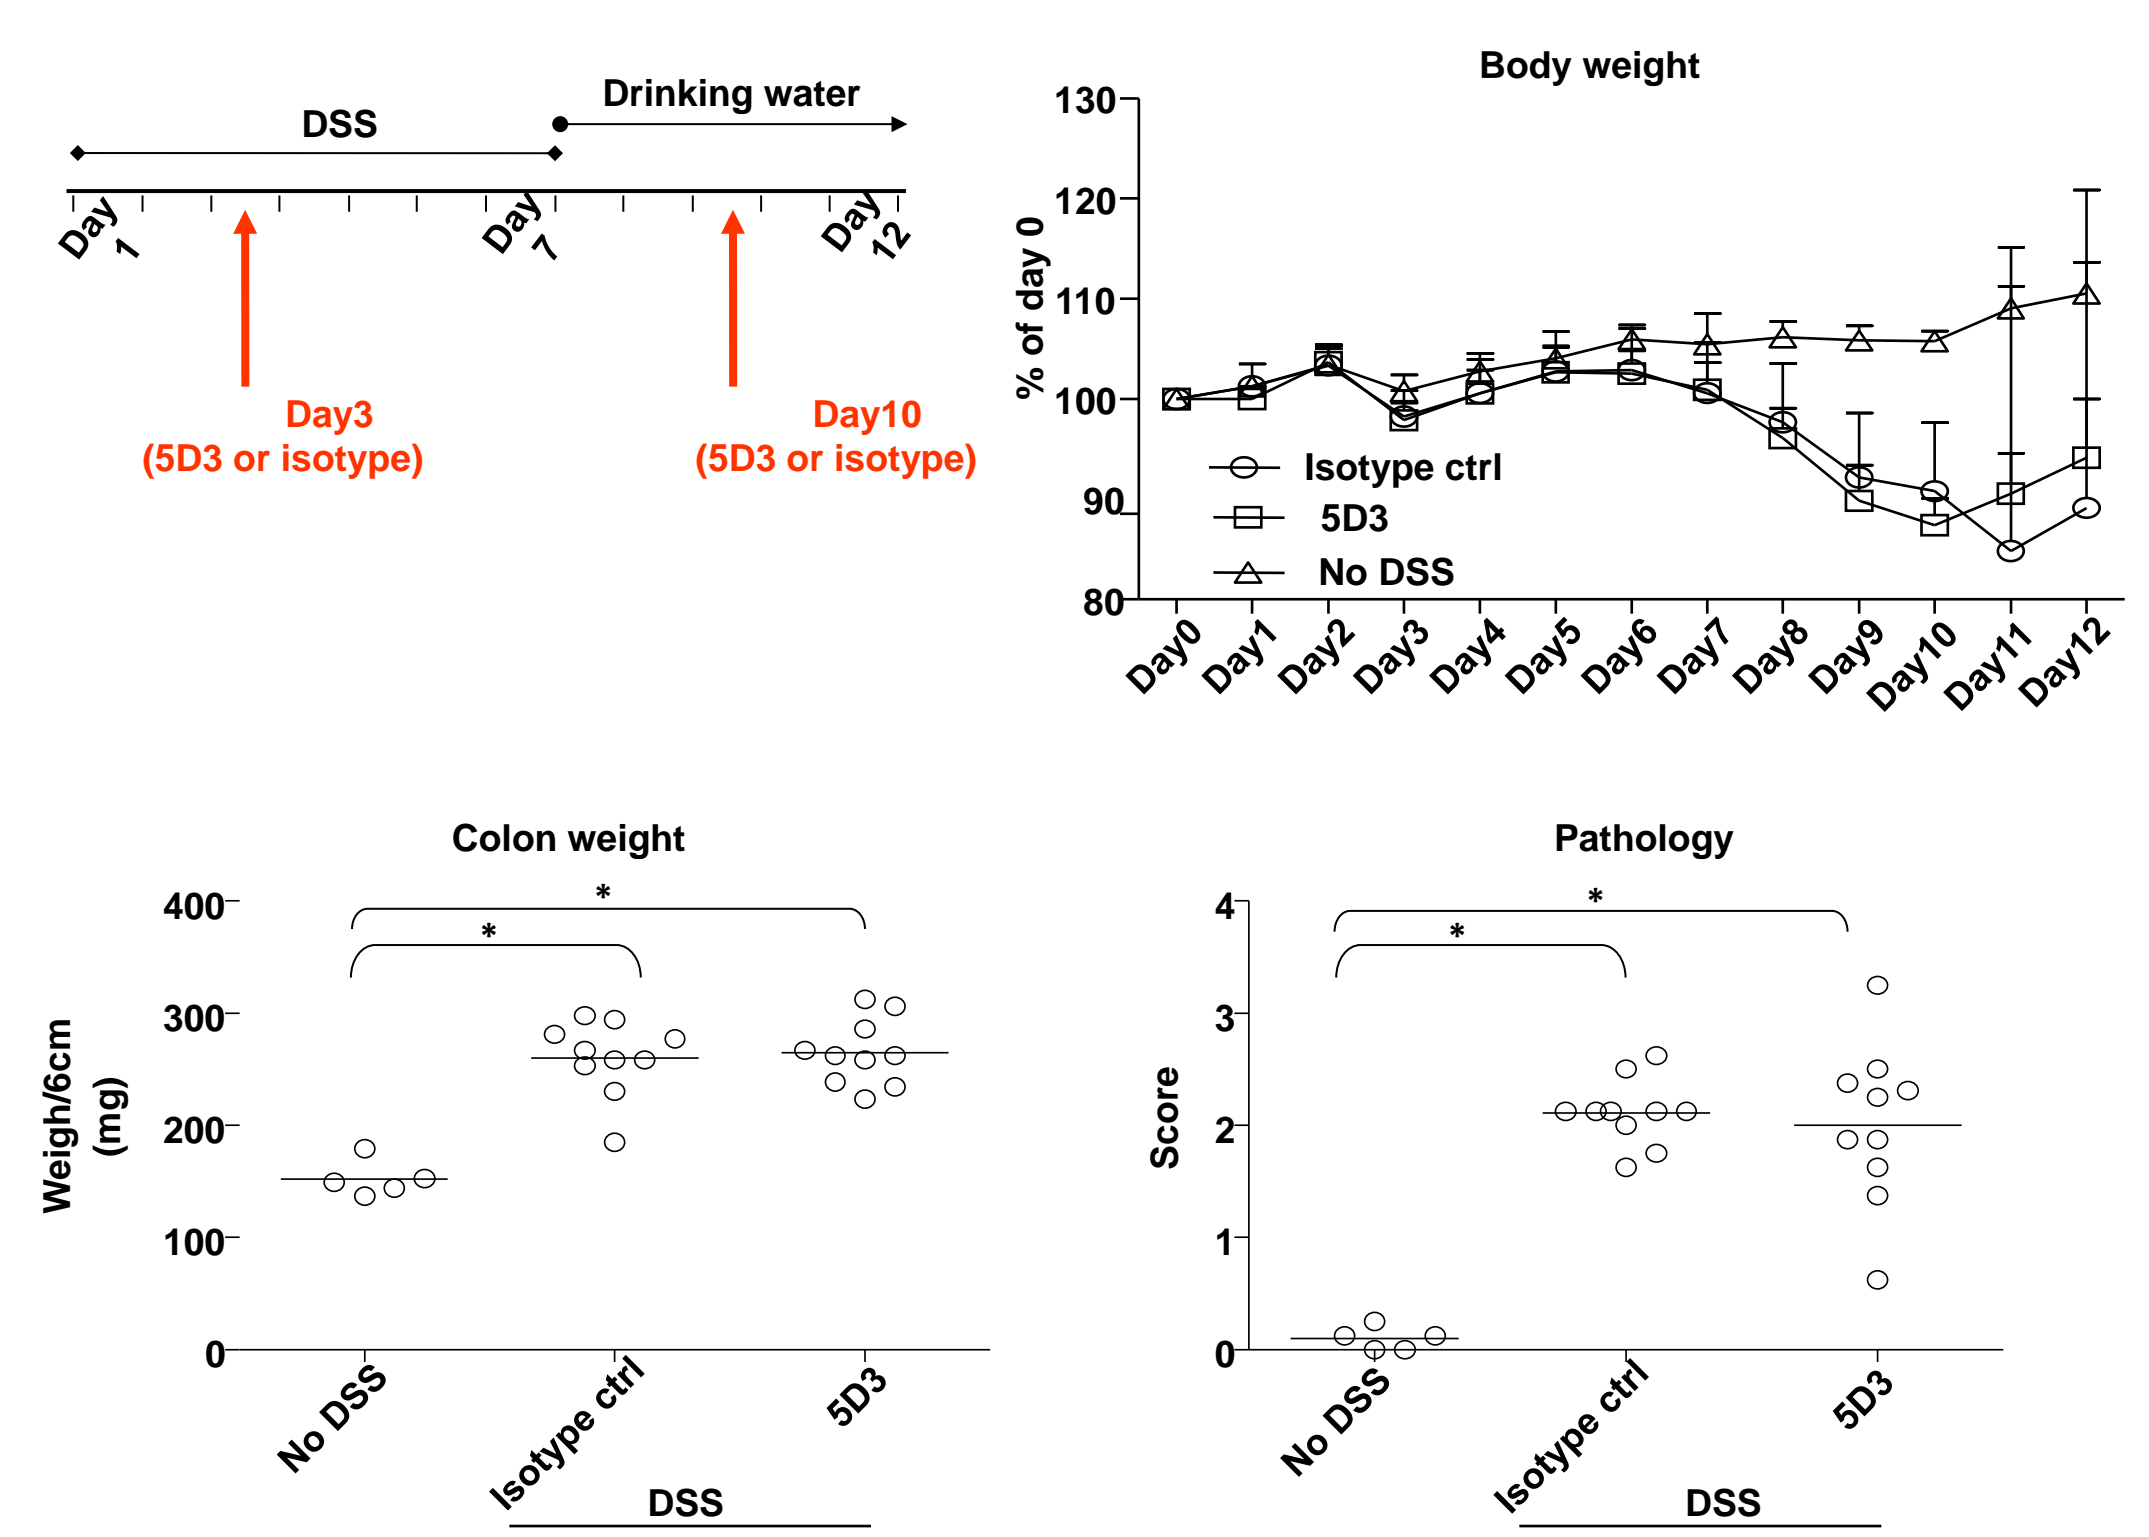 Drinking water
DSS
Day 1
Day 7
Day 12
Day3
(5D3 or isotype)
Day10
(5D3 or isotype)
Body weight
% of day 0
130
120
110
100
90
80
Isotype ctrl
5D3
No DSS
Day0
Day1
Day2
Day3
Day4
Day5
Day6
Day7
Day8
Day9
Day10
Day11
Day12
Colon weight
Weigh/6cm
(mg)
400
300
200
100
0
*
*
No DSS
Isotype ctrl
5D3
DSS
Pathology
Score
4
3
2
1
0
*
*
No DSS
Isotype ctrl
5D3
DSS